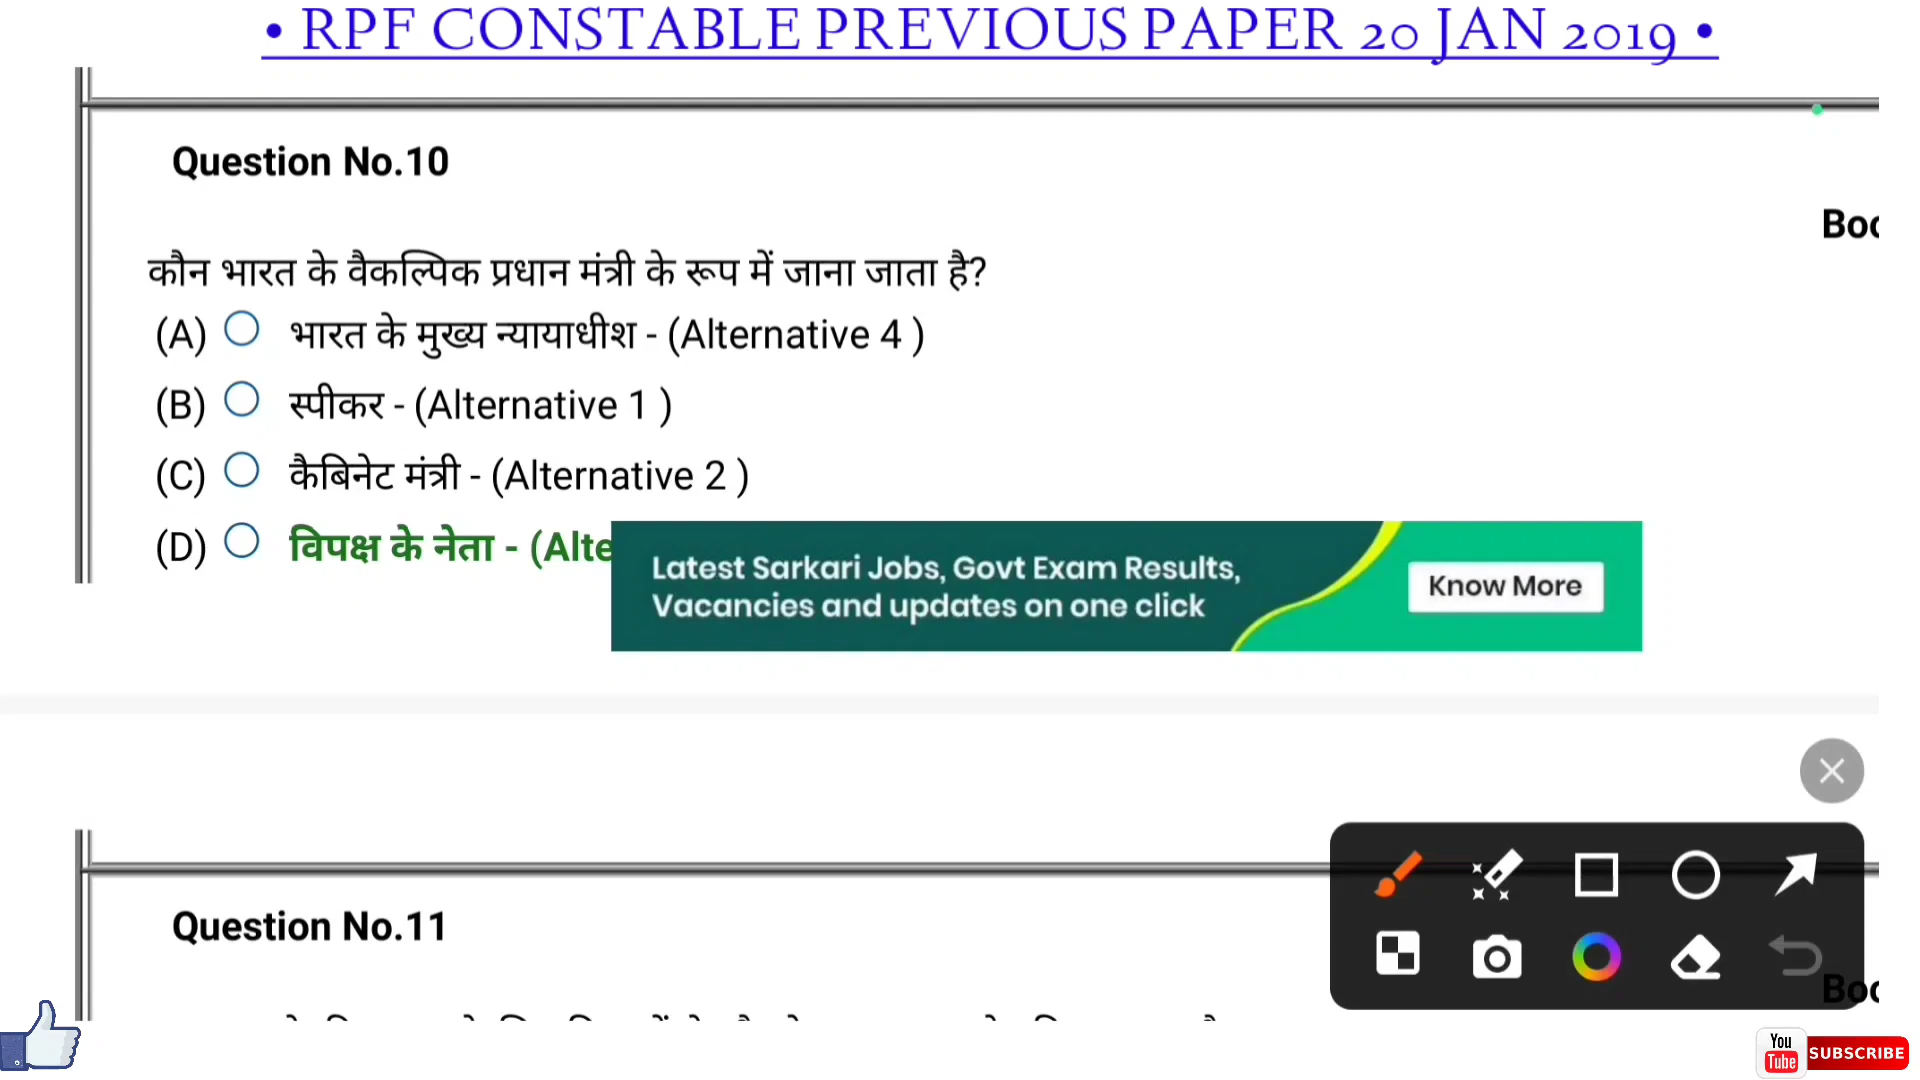 • RPF CONSTABLE PREVIOUS PAPER 20 JAN 2019 •
Question No.10
Boo
कौन भारत के वैकल्पिक प्रधान मंत्री के रूप में जाना जाता है?
(A) भारत के मुख्य न्यायाधीश - (Alternative 4 )
(B) स्पीकर - (Alternative 1 )
(C) कैबिनेट मंत्री - (Alternative 2 )
(D) विपक्ष के नेता - (Alte
Latest Sarkari Jobs, Govt Exam Results,
Vacancies and updates on one click
Know More
Question No.11
Boo
You
Tube
SUBSCRIBE